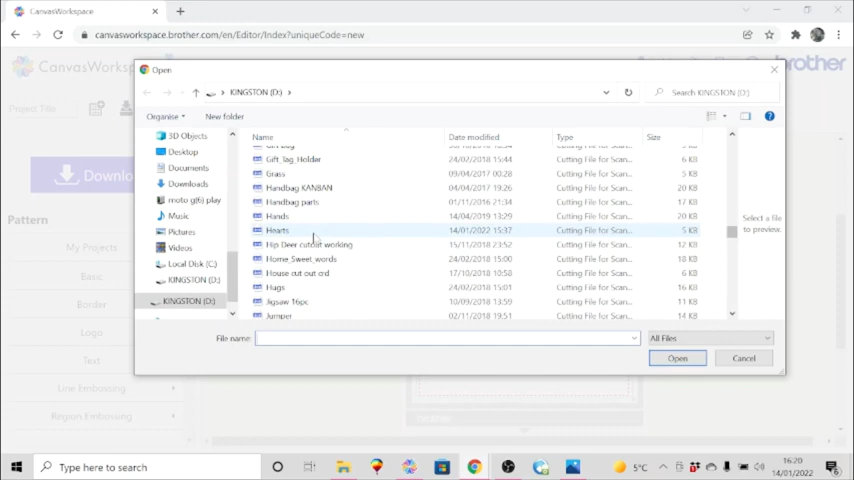 CanvasWorkspace
canvasworkspace.brother.com/en/Editor/Index?uniqueCode=new
CanvasWorks
brother
Project Title
Open
KINGSTON (D:)
Search KINGSTON (D:)
Organise
New folder
3D Objects
Desktop
Documents
Downloads
moto g(6) play
Music
Pictures
Videos
Local Disk (C:)
KINGSTON (D:)
KINGSTON (D:)
Name Date modified Type Size
Gift_Tag_Holder 24/02/2018 15:44 Cutting File for Scan... 6 KB
Grass 09/04/2017 00:28 Cutting File for Scan... 5 KB
Handbag KANBAN 04/04/2017 19:26 Cutting File for Scan... 20 KB
Handbag parts 01/11/2016 21:34 Cutting File for Scan... 17 KB
Hands 14/04/2019 13:29 Cutting File for Scan... 20 KB
Hearts 14/01/2022 15:37 Cutting File for Scan... 5 KB
Hip Deer cutout working 15/11/2018 23:52 Cutting File for Scan... 12 KB
Home_Sweet_words 24/02/2018 15:00 Cutting File for Scan... 18 KB
House cut out crd 17/10/2018 10:58 Cutting File for Scan... 6 KB
Hugs 24/02/2018 15:01 Cutting File for Scan... 16 KB
Jigsaw 16pc 10/09/2018 13:59 Cutting File for Scan... 11 KB
Jumper 02/11/2018 19:51 Cutting File for Scan... 14 KB
Select a file
to preview.
File name
All Files
Open
Cancel
Downlo
Pattern
My Projects
Basic
Border
Logo
Text
Line Embossing
Region Embossing
Type here to search
5°C
16:20
14/01/2022